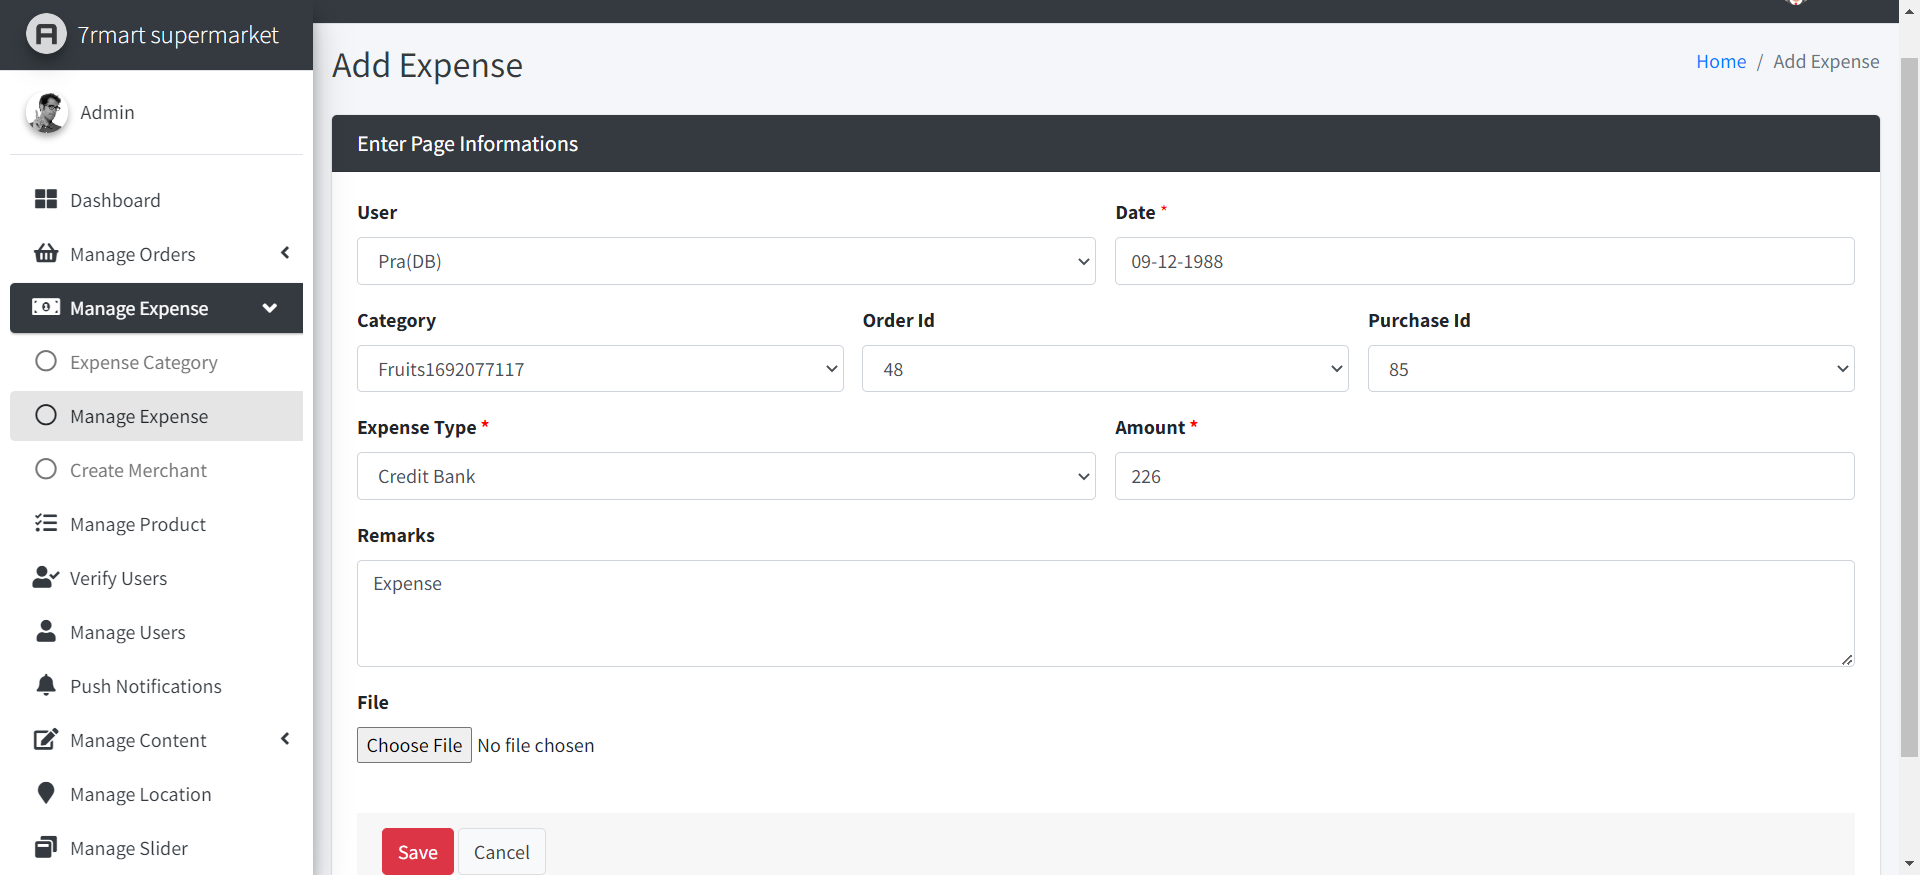 7rmart supermarket
Admin
Dashboard
Manage Orders
Manage Expense
Expense Category
Manage Expense
Create Merchant
Manage Product
Verify Users
Manage Users
Push Notifications
Manage Content
Manage Location
Manage Slider
Add Expense
Home / Add Expense
Enter Page Informations
User
Date *
Pra(DB)
09-12-1988
Category
Order Id
Purchase Id
Fruits1692077117
48
85
Expense Type *
Amount *
Credit Bank
226
Remarks
Expense
File
Choose File No file chosen
Save Cancel